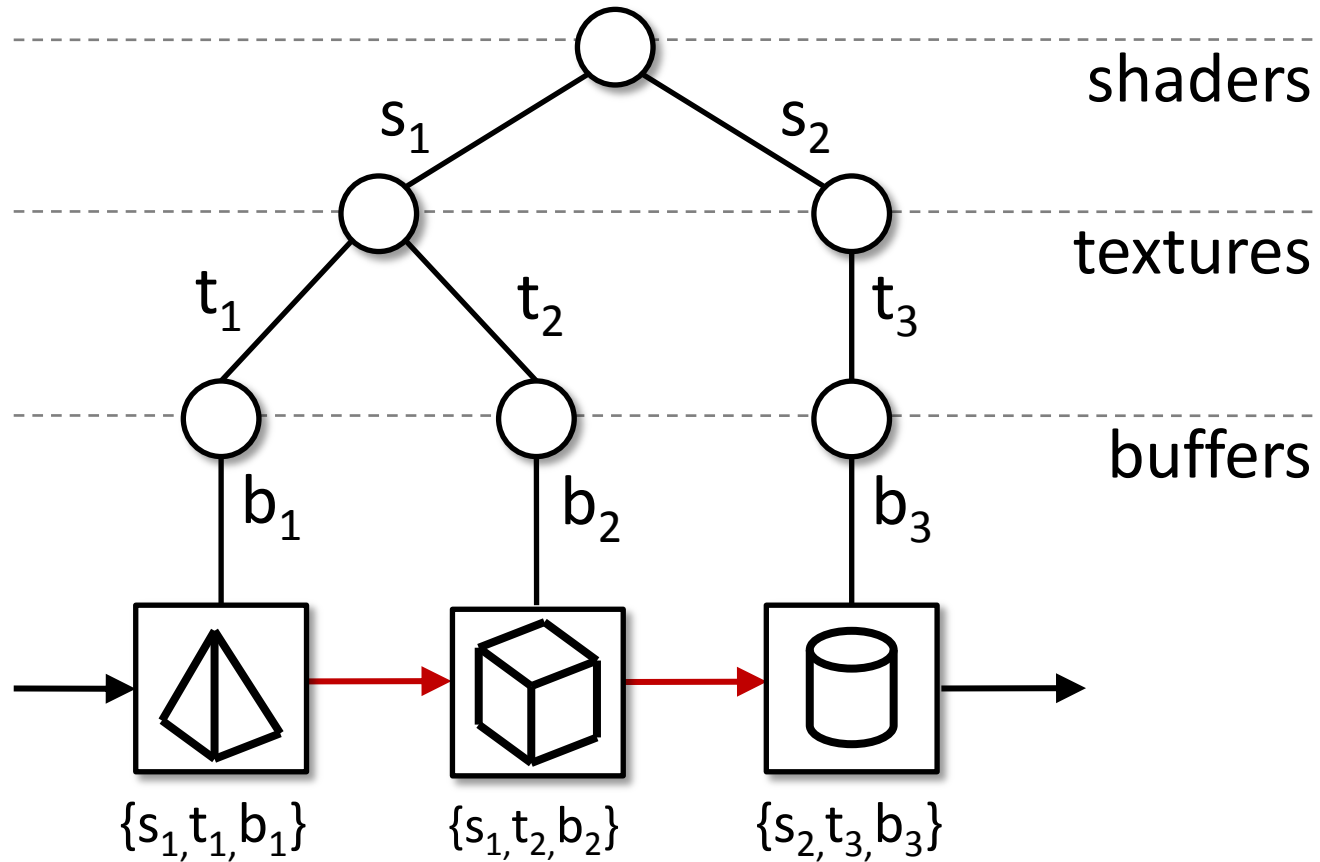 shaders
s₁ s₂
textures
t₁ t₂ t₃
buffers
b₁ b₂ b₃
{s₁,t₁,b₁} {s₁,t₂,b₂} {s₂,t₃,b₃}